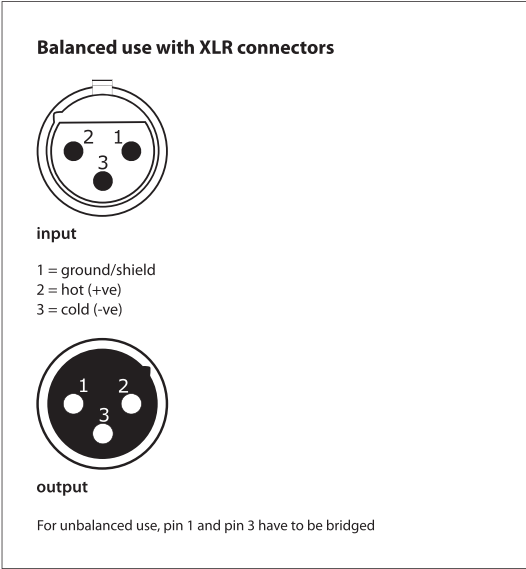 Balanced use with XLR connectors
2 1
3
input
1 = ground/shield
2 = hot (+ve)
3 = cold (-ve)
1 2
3
output
For unbalanced use, pin 1 and pin 3 have to be bridged